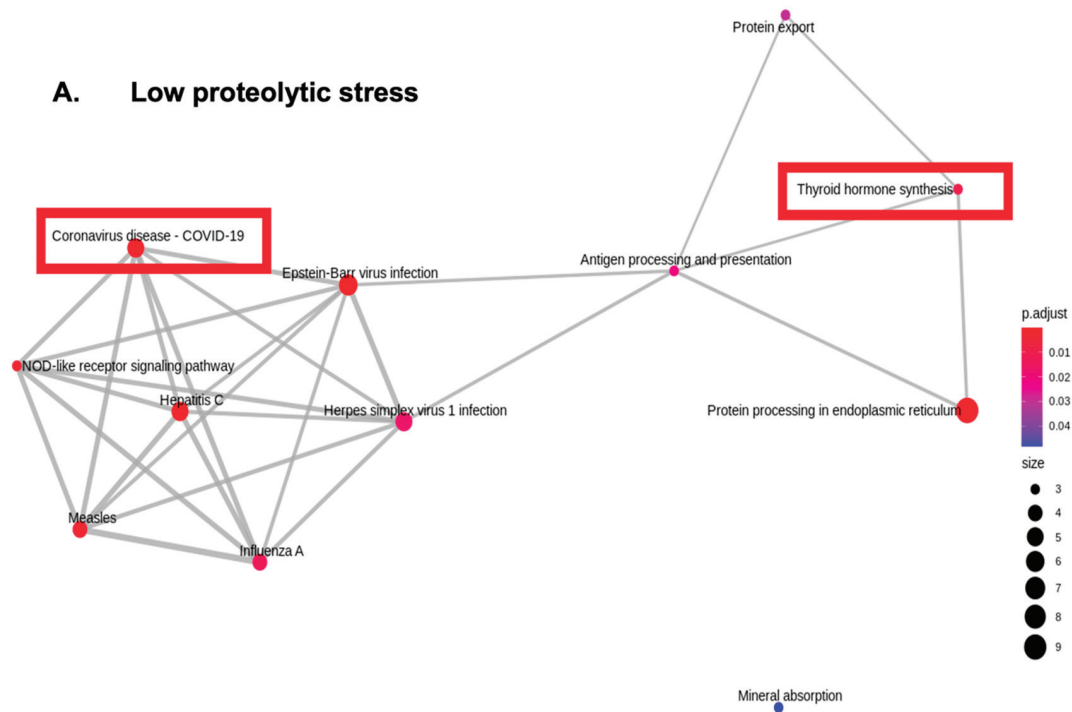 Protein export
A. Low proteolytic stress
Thyroid hormone synthesis
Coronavirus disease - COVID-19
Antigen processing and presentation
Epstein-Barr virus infection
p.adjust
0.01
0.02
0.03
0.04
NOD-like receptor signaling pathway
Hepatitis C
Herpes simplex virus 1 infection
Protein processing in endoplasmic reticulum
size
3
4
5
6
7
8
9
Measles
Influenza A
Mineral absorption